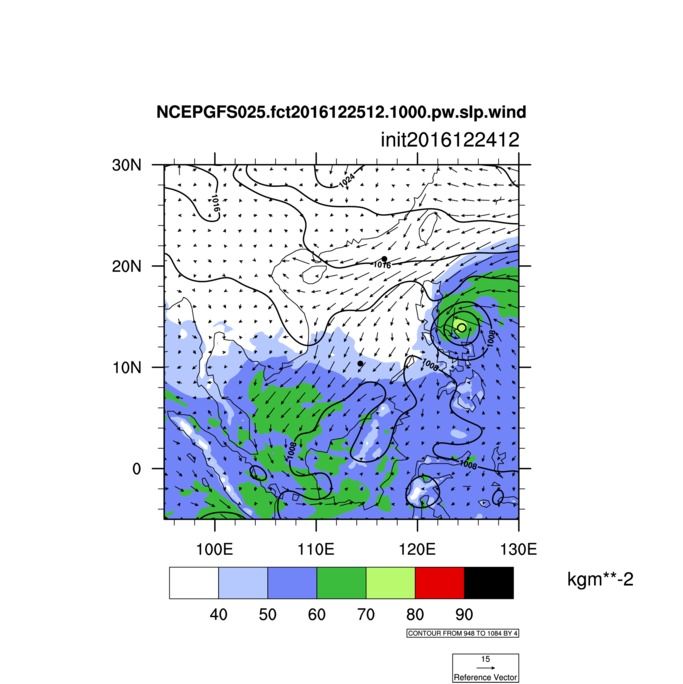 NCEPGFS025.fct2016122512.1000.pw.slp.wind
init2016122412
30N
20N
10N
0
1024
1016
1016
1008
1008
1008
1008
100E 110E 120E 130E
kgm**-2
40 50 60 70 80 90
CONTOUR FROM 948 TO 1084 BY 4
15
Reference Vector